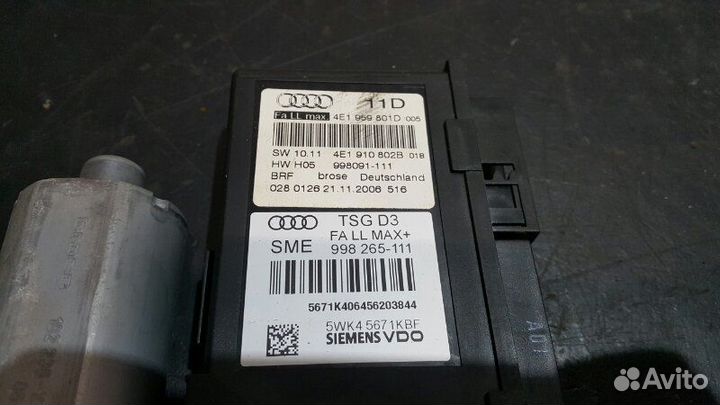 11D
Fa LL max 4E1 959 801D 005
SW 10.11 4E1 910 802B 018
HW H05 998091-111
BRF brose Deutschland
028 0126 21.11.2006 516
TSG D3
FA LL MAX+
SME 998 265-111
5671K406456203844
5WK4 5671KBF
SIEMENS VDO
A01
Avito